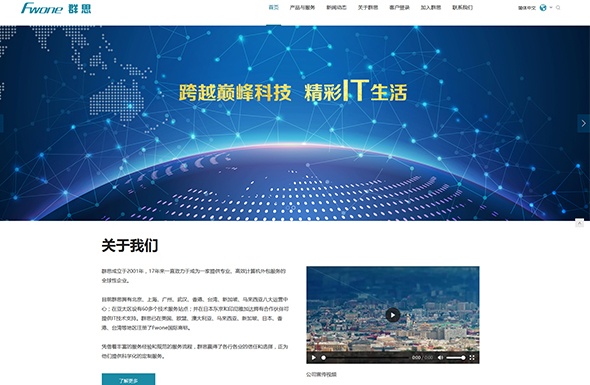 Fwone 群思
首页 产品与服务 新闻动态 关于群思 客户登录 加入群思 联系我们 简体中文
跨越巅峰科技 精彩IT生活
关于我们
群思成立于2001年，17年来一直致力于成为一家提供专业、高效计算机外包服务的
全球性企业。
目前群思拥有北京、上海、广州、武汉、香港、台湾、新加坡、马来西亚八大运营中
心；在亚太区设有60多个技术服务站点；并在日本东京和印尼雅加达拥有合作伙伴可
提供IT技术支持。群思已在美国、欧盟、澳大利亚、马来西亚、新加坡、日本、香
港、台湾等地区注册了Fwone国际商标。
凭借着丰富的服务经验和规范的服务流程，群思赢得了各行各业的信任和选择，正为
他们提供科学化的定制服务。
了解更多
0:00 / 0:00
公司宣传视频